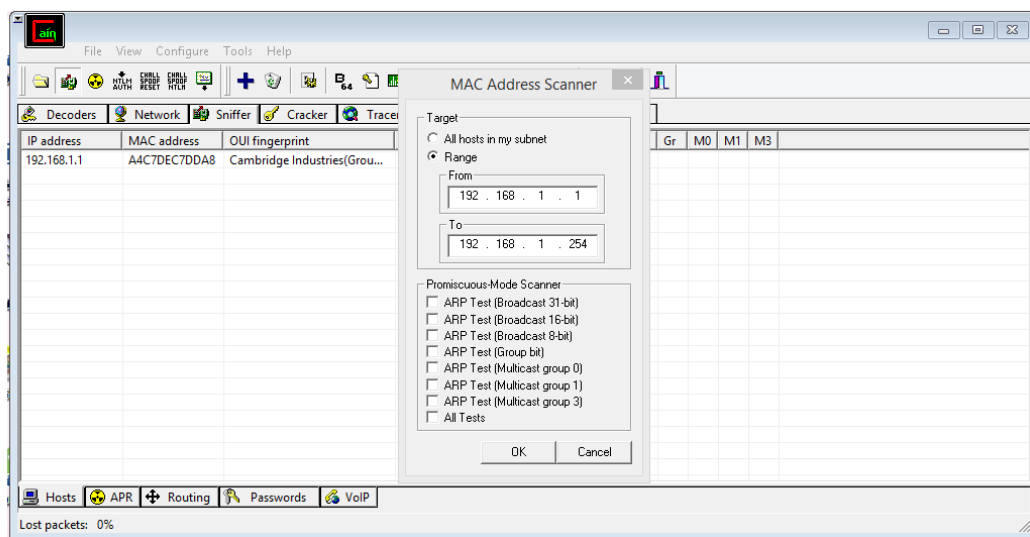 Cain
File View Configure Tools Help
NTLM AUTH
CHALL SPOOF RESET
CHALL SPOOF NTLM
B64
Decoders Network Sniffer Cracker Tracer
IP address MAC address OUI fingerprint Gr M0 M1 M3
192.168.1.1 A4C7DEC7DDA8 Cambridge Industries(Grou...
MAC Address Scanner
Target
All hosts in my subnet
Range
From
192 . 168 . 1 . 1
To
192 . 168 . 1 . 254
Promiscuous-Mode Scanner
ARP Test (Broadcast 31-bit)
ARP Test (Broadcast 16-bit)
ARP Test (Broadcast 8-bit)
ARP Test (Group bit)
ARP Test (Multicast group 0)
ARP Test (Multicast group 1)
ARP Test (Multicast group 3)
All Tests
OK Cancel
Hosts APR Routing Passwords VoIP
Lost packets: 0%